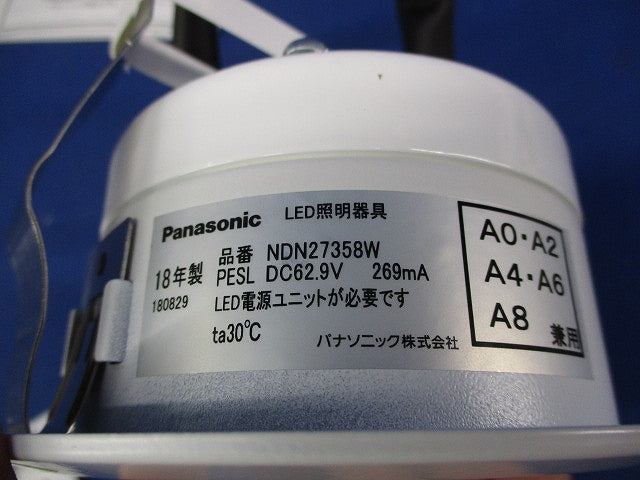 Panasonic LED照明器具
18年製 品番 NDN27358W
PESL DC62.9V 269mA
180829 LED電源ユニットが必要です
ta30℃ パナソニック株式会社
A0・A2
A4・A6
A8 兼用